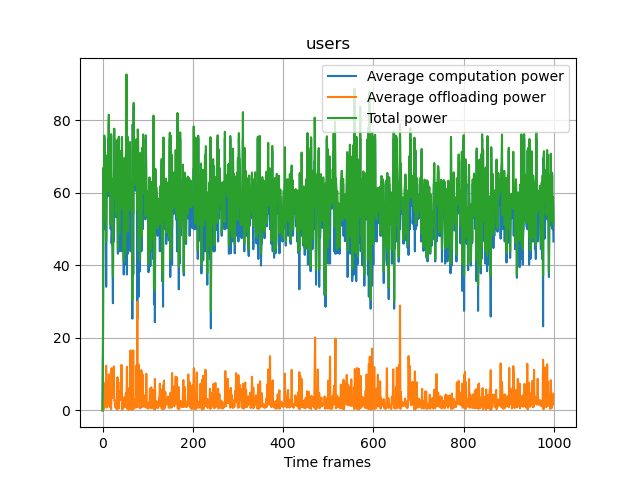 users
Average computation power
Average offloading power
Total power
80
60
40
20
0
0 200 400 600 800 1000
Time frames